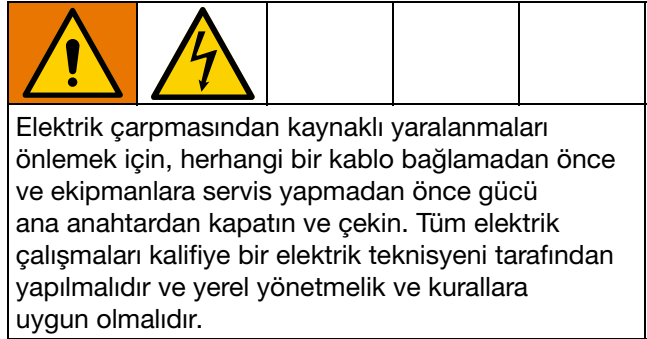 Elektrik çarpmasından kaynaklı yaralanmaları
önlemek için, herhangi bir kablo bağlamadan önce
ve ekipmanlara servis yapmadan önce gücü
ana anahtardan kapatın ve çekin. Tüm elektrik
çalışmaları kalifiye bir elektrik teknisyeni tarafından
yapılmalıdır ve yerel yönetmelik ve kurallara
uygun olmalıdır.